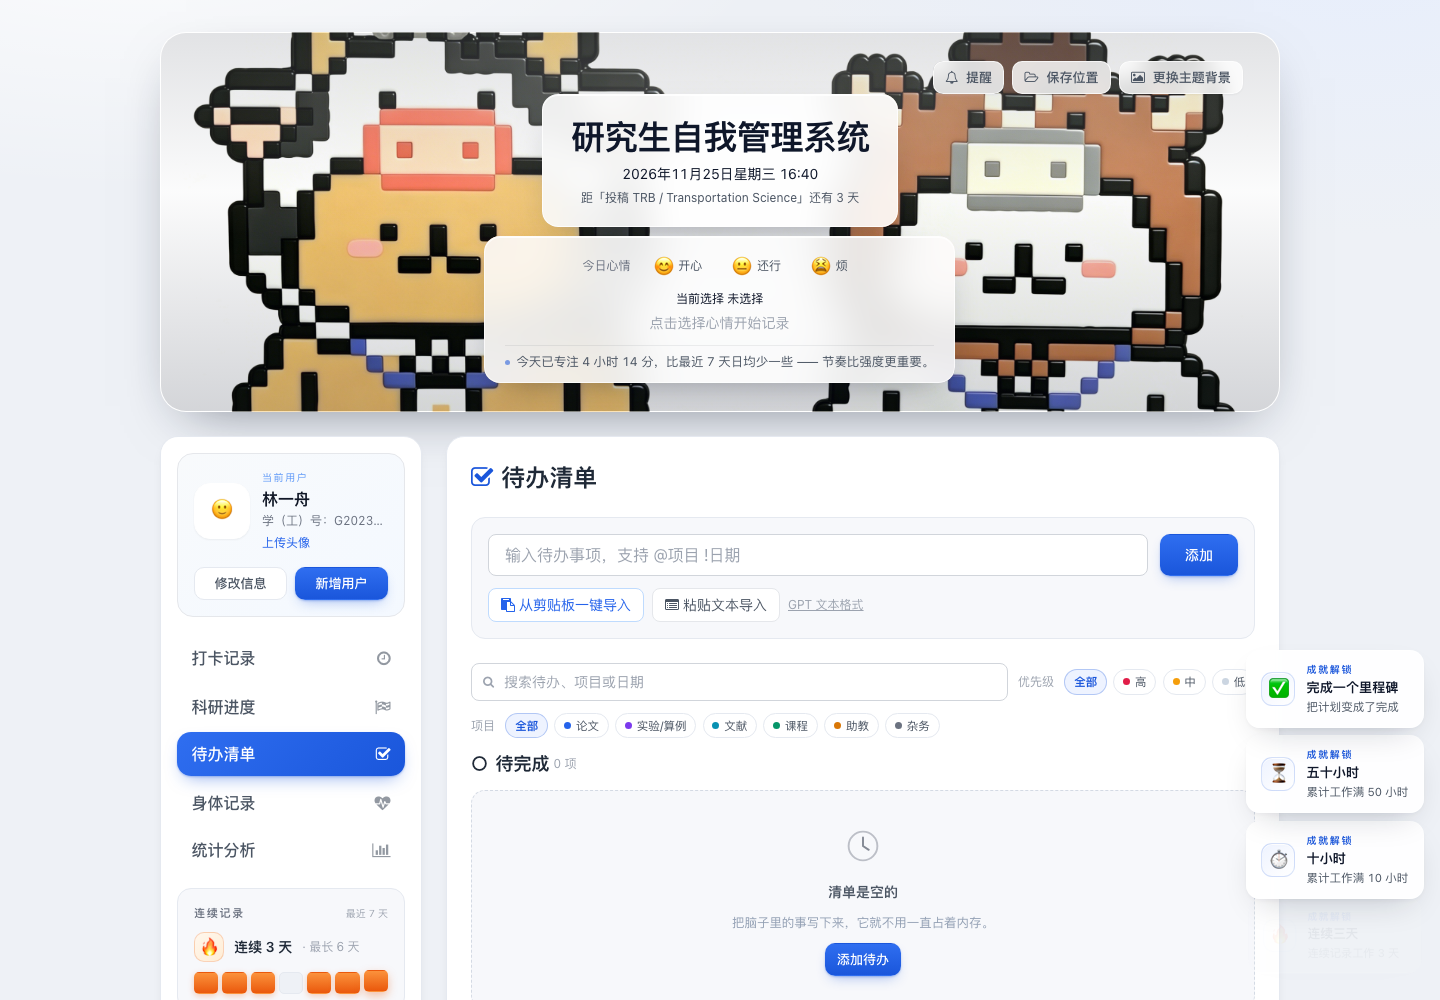 提醒
保存位置
更换主题背景
研究生自我管理系统
2026年11月25日星期三 16:40
距「投稿 TRB / Transportation Science」还有 3 天
今日心情 开心 还行 烦
当前选择 未选择
点击选择心情开始记录
今天已专注 4 小时 14 分，比最近 7 天日均少一些 —— 节奏比强度更重要。
当前用户
林一舟
学（工）号：G2023...
上传头像
修改信息 新增用户
打卡记录
科研进度
待办清单
身体记录
统计分析
连续记录 最近 7 天
连续 3 天 · 最长 6 天
待办清单
输入待办事项，支持 @项目 !日期
添加
从剪贴板一键导入 粘贴文本导入 GPT 文本格式
搜索待办、项目或日期
优先级 全部 高 中 低
项目 全部 论文 实验/算例 文献 课程 助教 杂务
待完成 0 项
清单是空的
把脑子里的事写下来，它就不用一直占着内存。
添加待办
成就解锁
完成一个里程碑
把计划变成了完成
成就解锁
五十小时
累计工作满 50 小时
成就解锁
十小时
累计工作满 10 小时
成就解锁
连续三天
连续记录工作 3 天